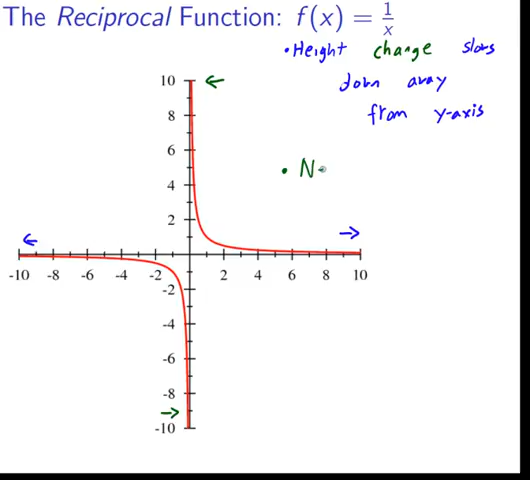 The Reciprocal Function: f(x) = 1/x
• Height change slows
down away
from y-axis
10
8
6
4
2
-10 -8 -6 -4 -2 2 4 6 8 10
-2
-4
-6
-8
-10
• N